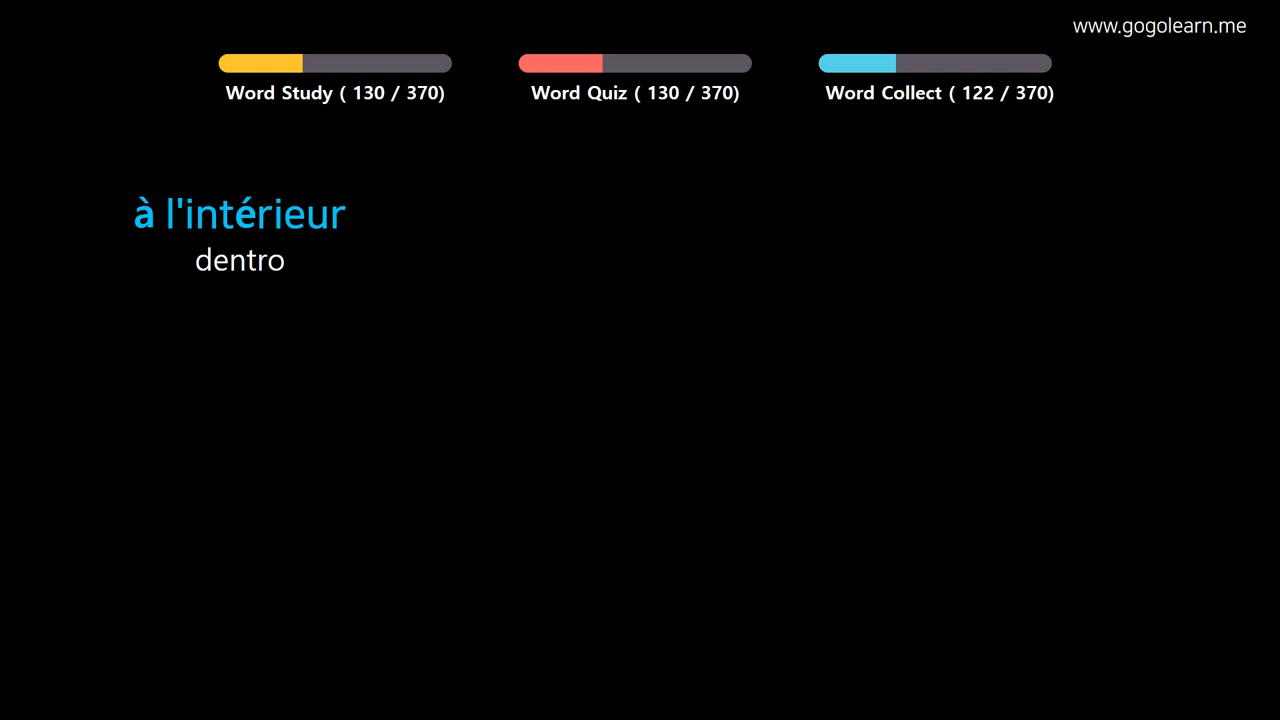 www.gogolearn.me
Word Study ( 130 / 370)
Word Quiz ( 130 / 370)
Word Collect ( 122 / 370)
à l'intérieur
dentro